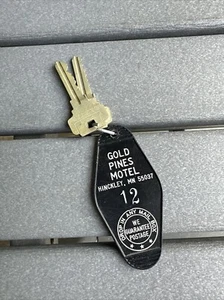 GOLD
PINES
MOTEL
HINCKLEY, MN 55037
12
DROP IN ANY MAIL BOX
WE
GUARANTEE
POSTAGE